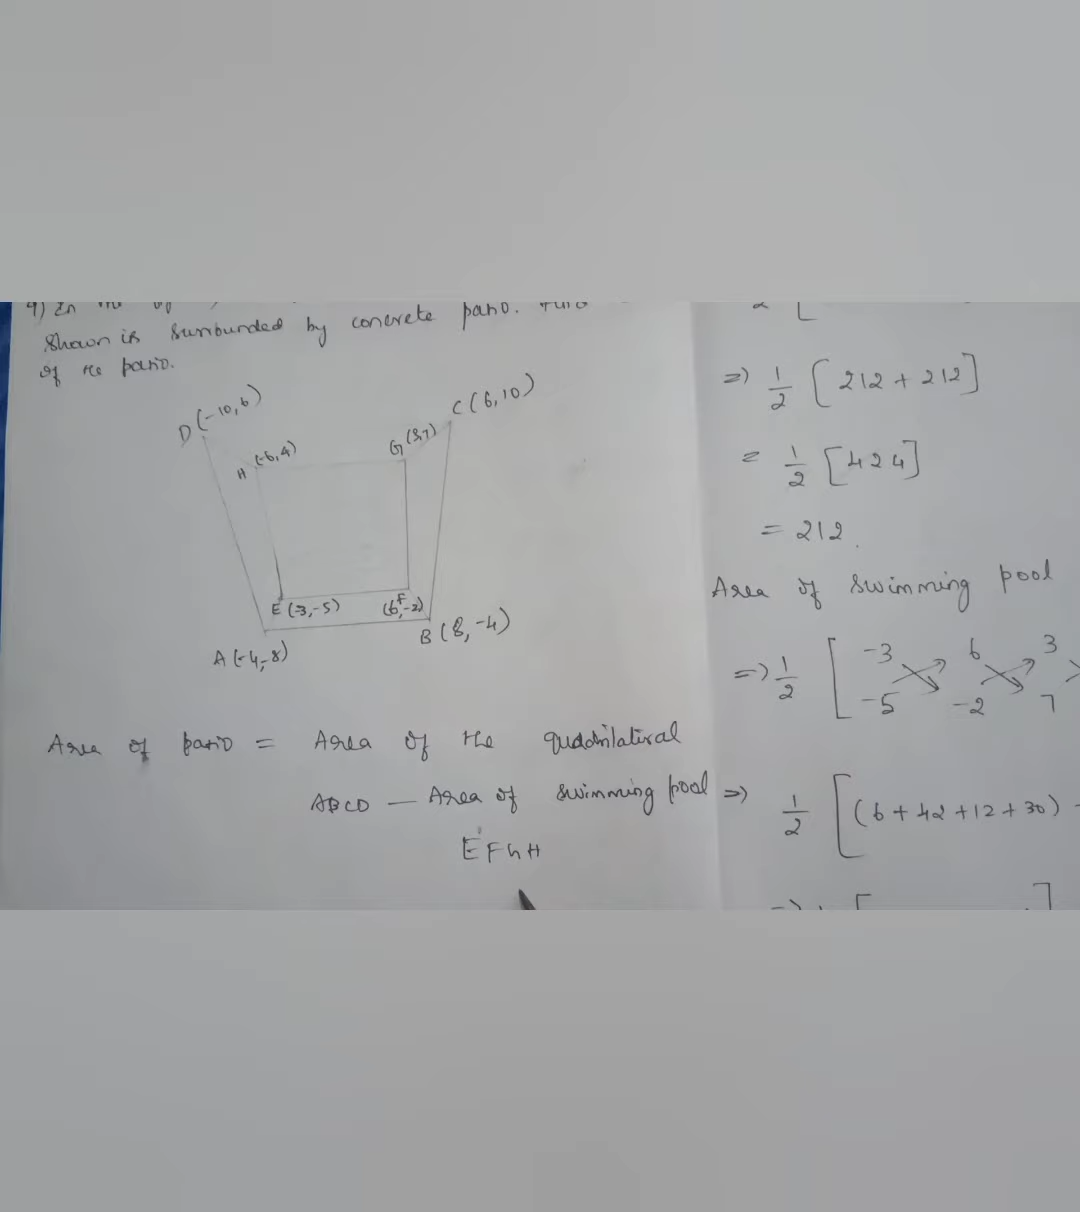 shown is surrounded by concrete patio.
of the patio.
D (-10,6)
C (6,10)
H (-6,4)
G (3,7)
E (-3,-5)
F
(6,-2)
B (8,-4)
A (-4,-8)
Area of patio = Area of the quadrilateral
ABCD — Area of swimming pool
EFGH
=) 1/2 [212 + 212]
= 1/2 [424]
= 212.
Area of swimming pool
=) 1/2 [ -3 6 3
-5 -2 7
=) 1/2 [(6 + 42 + 12 + 30) -